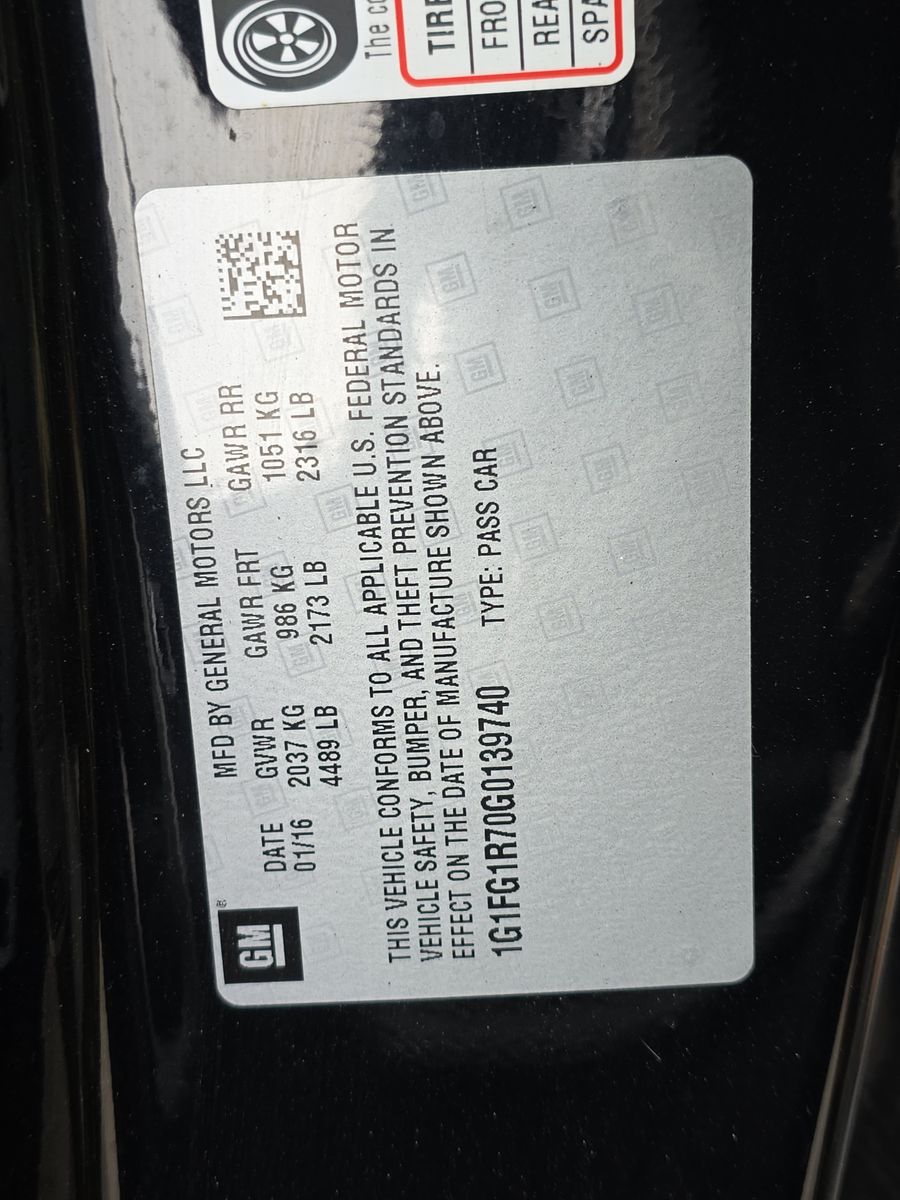 The
TIRE
FRO
REA
SPA
GM ®
MFD BY GENERAL MOTORS LLC
DATE GVWR GAWR FRT GAWR RR
01/16 2037 KG 986 KG 1051 KG
4489 LB 2173 LB 2316 LB
THIS VEHICLE CONFORMS TO ALL APPLICABLE U.S. FEDERAL MOTOR
VEHICLE SAFETY, BUMPER, AND THEFT PREVENTION STANDARDS IN
EFFECT ON THE DATE OF MANUFACTURE SHOWN ABOVE.
1G1FG1R70G0139740 TYPE: PASS CAR